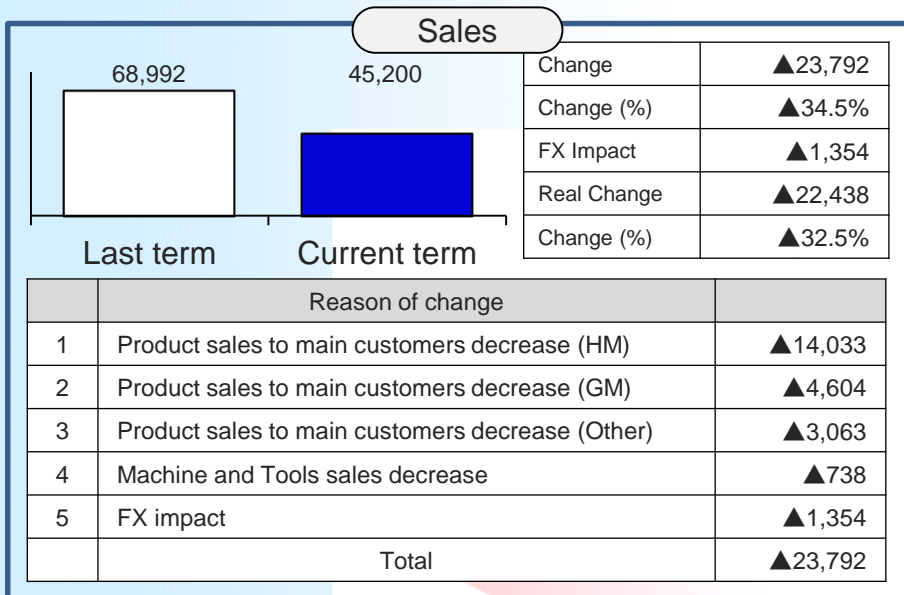 Sales
68,992
45,200
Last term
Current term
Change ▲23,792
Change (%) ▲34.5%
FX Impact ▲1,354
Real Change ▲22,438
Change (%) ▲32.5%
Reason of change
1 Product sales to main customers decrease (HM) ▲14,033
2 Product sales to main customers decrease (GM) ▲4,604
3 Product sales to main customers decrease (Other) ▲3,063
4 Machine and Tools sales decrease ▲738
5 FX impact ▲1,354
Total ▲23,792